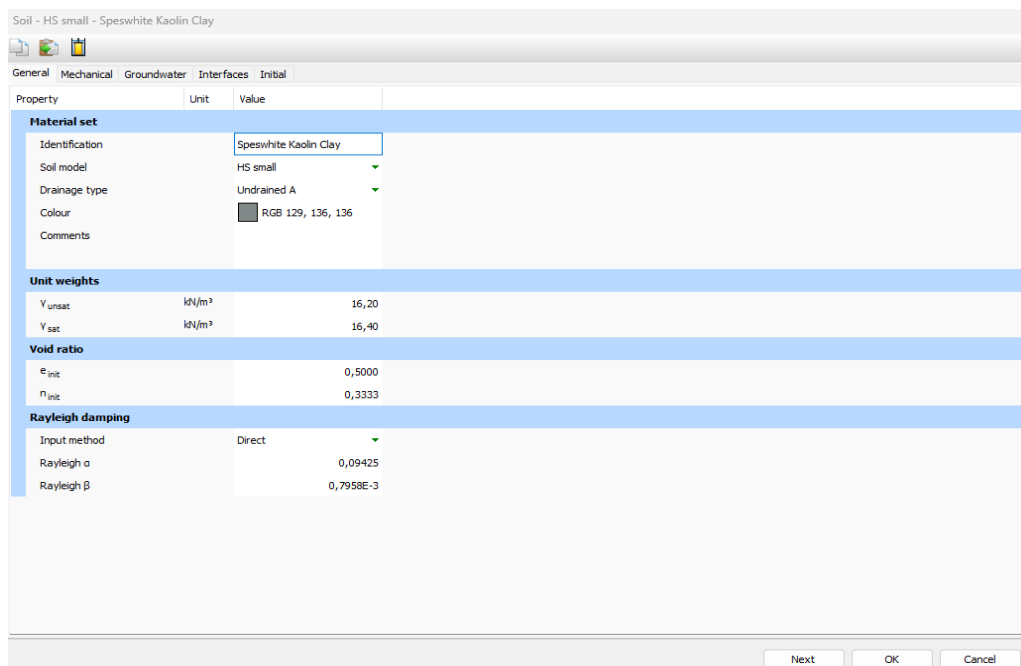 Soil - HS small - Speswhite Kaolin Clay
General Mechanical Groundwater Interfaces Initial
Property Unit Value
Material set
Identification Speswhite Kaolin Clay
Soil model HS small
Drainage type Undrained A
Colour RGB 129, 136, 136
Comments
Unit weights
γ unsat kN/m³ 16,20
γ sat kN/m³ 16,40
Void ratio
e init 0,5000
n init 0,3333
Rayleigh damping
Input method Direct
Rayleigh α 0,09425
Rayleigh β 0,7958E-3
Next OK Cancel